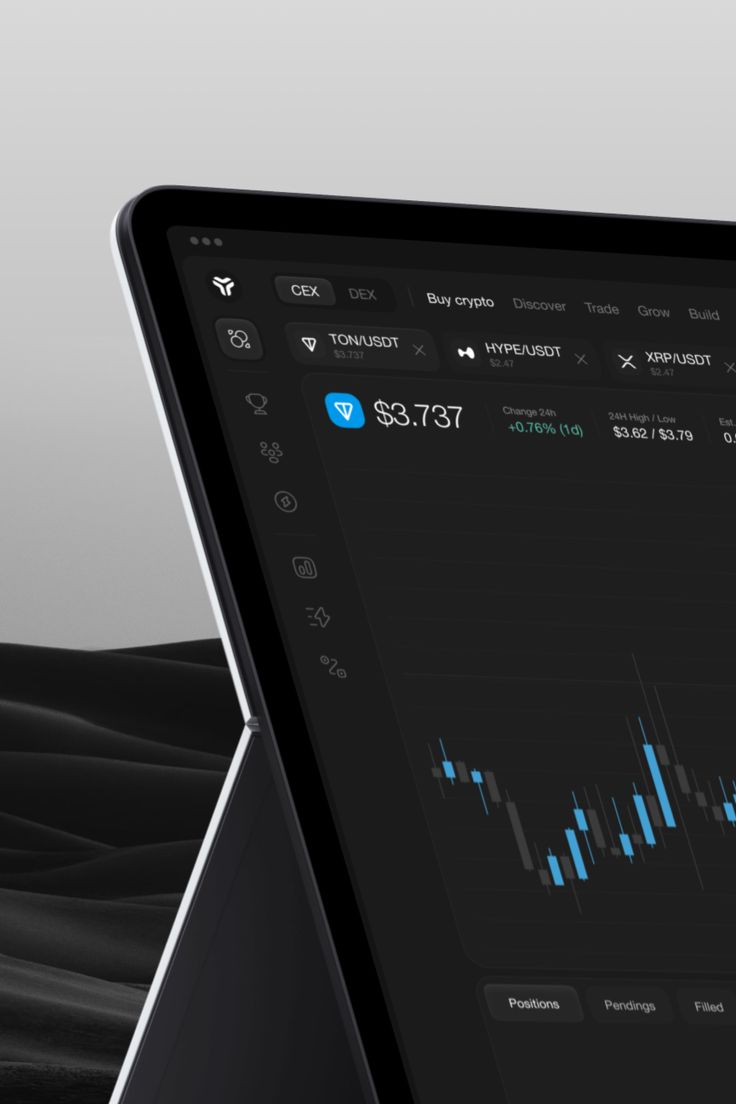 CEX DEX Buy crypto Discover Trade Grow Build
TON/USDT
$3.737
HYPE/USDT
$2.47
XRP/USDT
$2.47
$3.737
Change 24h
+0.76% (1d)
24H High / Low
$3.62 / $3.79
Est.
0.
Positions Pendings Filled